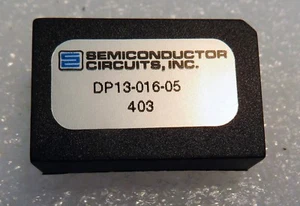 SEMICONDUCTOR
CIRCUITS, INC.
DP13-016-05
403